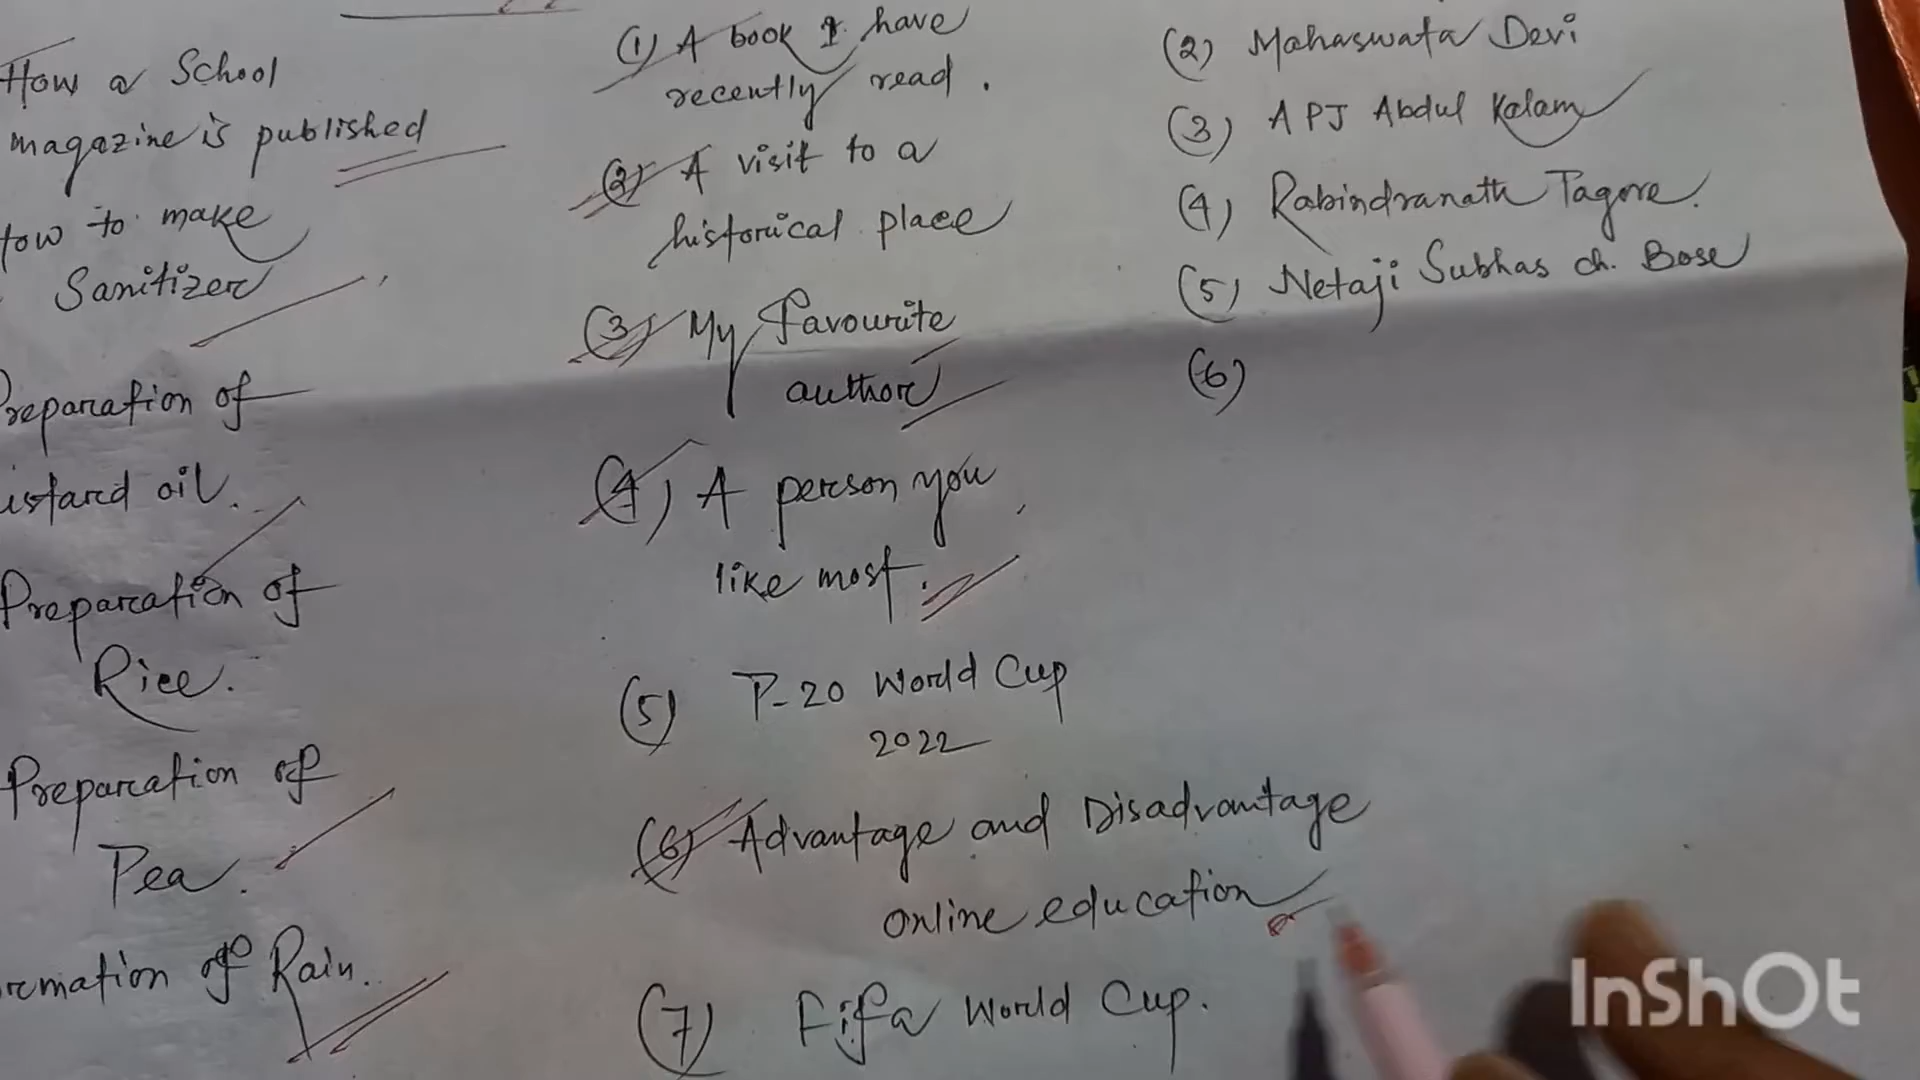 How a School
magazine is published
How to make
Sanitizer
Preparation of
oil.
Preparation of
Rice.
Preparation of
Pea.
of Rain.
(1) A book I have
recently read.
(2) A visit to a
historical place
(3) My favourite
author
(4) A person you
like most.
(5) T-20 World Cup
2022
(6) Advantage and Disadvantage
online education
(7) Fifa World Cup.
(2) Mahaswata Devi
(3) APJ Abdul Kalam
(4) Rabindranath Tagore.
(5) Netaji Subhas ch. Bose
(6)
InShOt